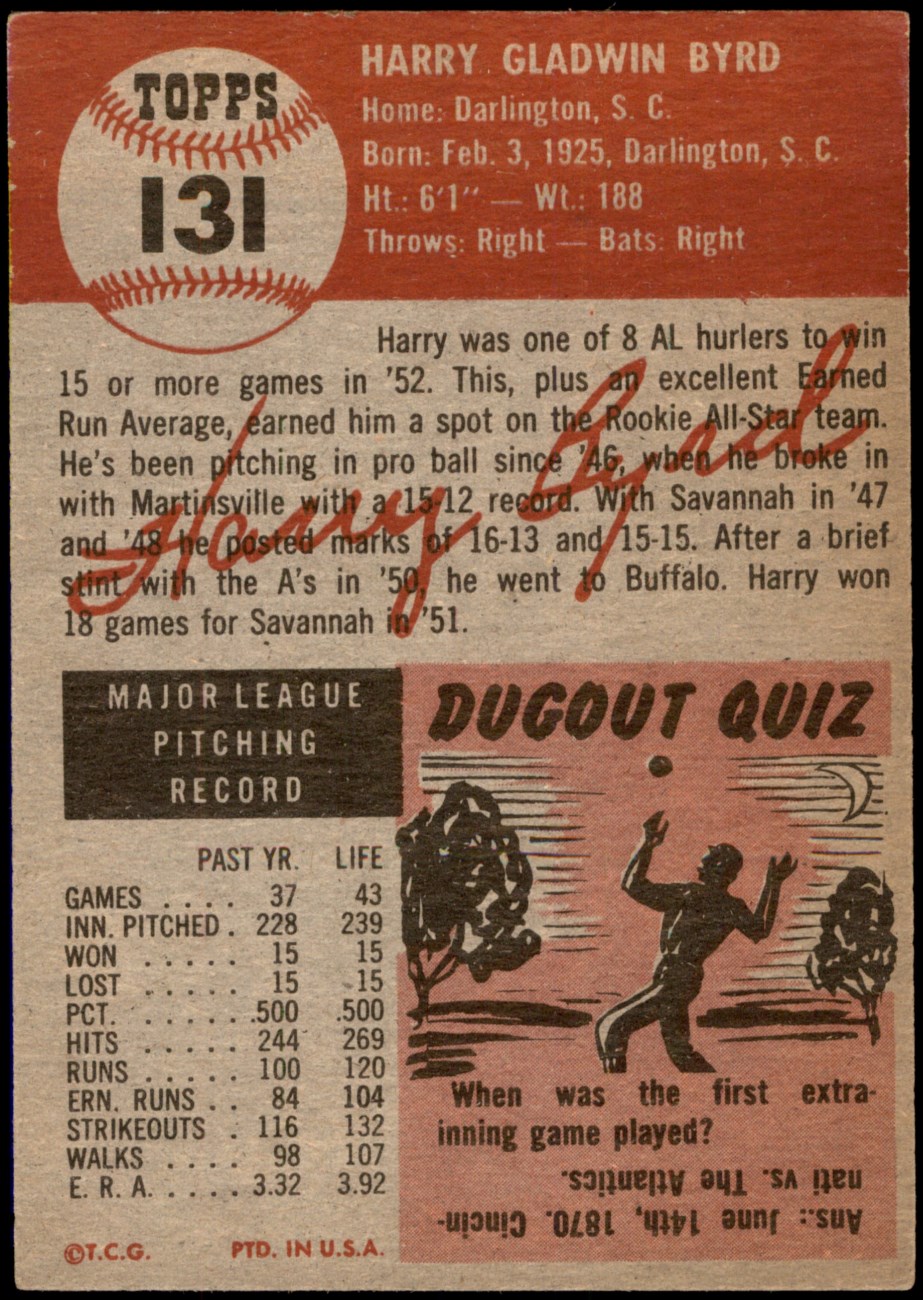 TOPPS
131
HARRY GLADWIN BYRD
Home: Darlington, S. C.
Born: Feb. 3, 1925, Darlington, S. C.
Ht.: 6'1" — Wt.: 188
Throws: Right — Bats: Right
Harry was one of 8 AL hurlers to win
15 or more games in '52. This, plus an excellent Earned
Run Average, earned him a spot on the Rookie All-Star team.
He's been pitching in pro ball since '46, when he broke in
with Martinsville with a 15-12 record. With Savannah in '47
and '48 he posted marks of 16-13 and 15-15. After a brief
stint with the A's in '50, he went to Buffalo. Harry won
18 games for Savannah in '51.
Harry Byrd
MAJOR LEAGUE
PITCHING
RECORD
PAST YR. LIFE
GAMES . . . . 37 43
INN. PITCHED . 228 239
WON . . . . . 15 15
LOST . . . . . 15 15
PCT. . . . . . .500 .500
HITS . . . . . 244 269
RUNS . . . . . 100 120
ERN. RUNS . . 84 104
STRIKEOUTS . 116 132
WALKS . . . . 98 107
E. R. A. . . . . 3.32 3.92
©T.C.G. PTD. IN U.S.A.
DUGOUT QUIZ
When was the first extra-
inning game played?
Ans.: June 14th, 1870. Cincin-
nati vs. The Atlantics.